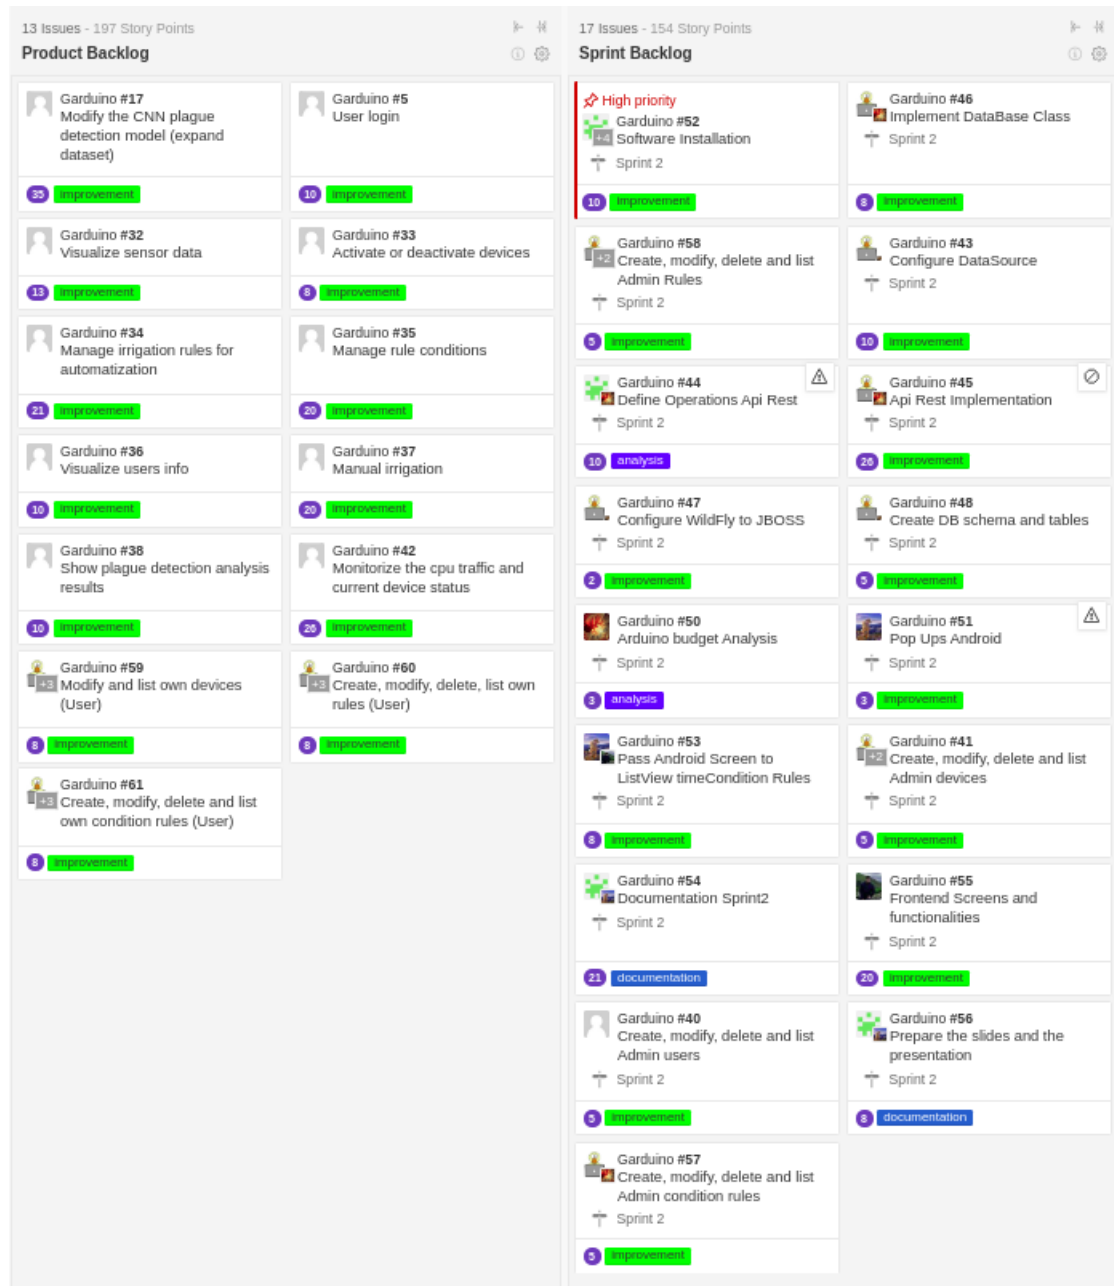 13 Issues - 197 Story Points
Product Backlog
Garduino #17
Modify the CNN plague
detection model (expand
dataset)
35 improvement
Garduino #5
User login
10 improvement
Garduino #32
Visualize sensor data
13 improvement
Garduino #33
Activate or deactivate devices
8 improvement
Garduino #34
Manage irrigation rules for
automatization
21 improvement
Garduino #35
Manage rule conditions
20 improvement
Garduino #36
Visualize users info
10 improvement
Garduino #37
Manual irrigation
20 improvement
Garduino #38
Show plague detection analysis
results
10 improvement
Garduino #42
Monitorize the cpu traffic and
current device status
26 improvement
Garduino #59
+3
Modify and list own devices
(User)
8 improvement
Garduino #60
+3
Create, modify, delete, list own
rules (User)
8 improvement
Garduino #61
+3
Create, modify, delete and list
own condition rules (User)
8 improvement
17 Issues - 154 Story Points
Sprint Backlog
High priority
Garduino #52
+4
Software Installation
Sprint 2
10 improvement
Garduino #46
Implement DataBase Class
Sprint 2
8 improvement
Garduino #58
+2
Create, modify, delete and list
Admin Rules
Sprint 2
5 improvement
Garduino #43
Configure DataSource
Sprint 2
10 improvement
Garduino #44
Define Operations Api Rest
Sprint 2
10 analysis
Garduino #45
Api Rest Implementation
Sprint 2
26 improvement
Garduino #47
Configure WildFly to JBOSS
Sprint 2
2 improvement
Garduino #48
Create DB schema and tables
Sprint 2
5 improvement
Garduino #50
Arduino budget Analysis
Sprint 2
3 analysis
Garduino #51
Pop Ups Android
Sprint 2
3 improvement
Garduino #53
Pass Android Screen to
ListView timeCondition Rules
Sprint 2
8 improvement
Garduino #41
+2
Create, modify, delete and list
Admin devices
Sprint 2
5 improvement
Garduino #54
Documentation Sprint2
Sprint 2
21 documentation
Garduino #55
Frontend Screens and
functionalities
Sprint 2
20 improvement
Garduino #40
Create, modify, delete and list
Admin users
Sprint 2
5 improvement
Garduino #56
Prepare the slides and the
presentation
Sprint 2
8 documentation
Garduino #57
Create, modify, delete and list
Admin condition rules
Sprint 2
5 improvement